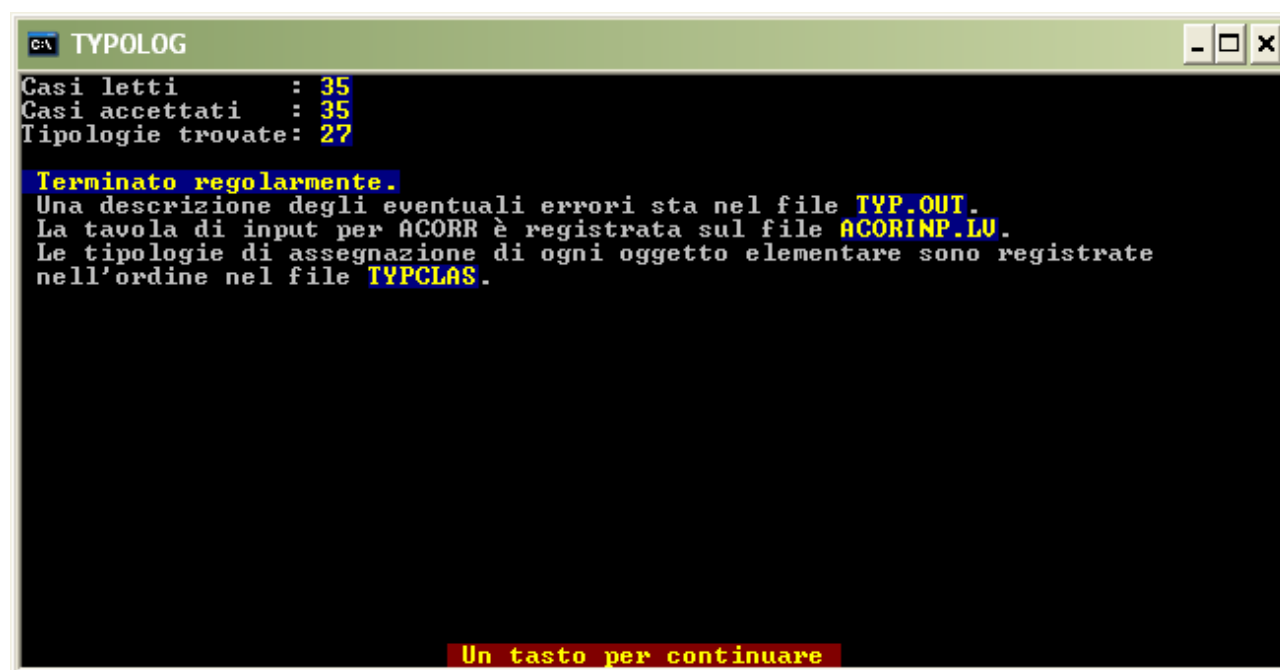 TYPOLOG
Casi letti : 35
Casi accettati : 35
Tipologie trovate: 27
Terminato regolarmente.
Una descrizione degli eventuali errori sta nel file TYP.OUT.
La tavola di input per ACORR è registrata sul file ACORINP.LV.
Le tipologie di assegnazione di ogni oggetto elementare sono registrate
nell'ordine nel file TYPCLAS.
Un tasto per continuare